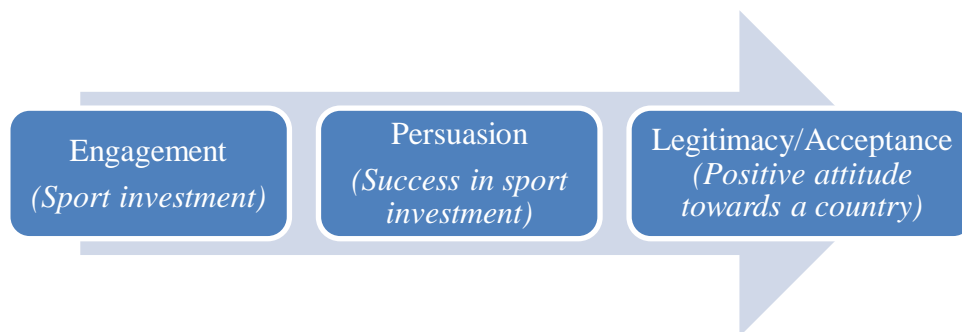 Engagement
(Sport investment)
Persuasion
(Success in sport
investment)
Legitimacy/Acceptance
(Positive attitude
towards a country)